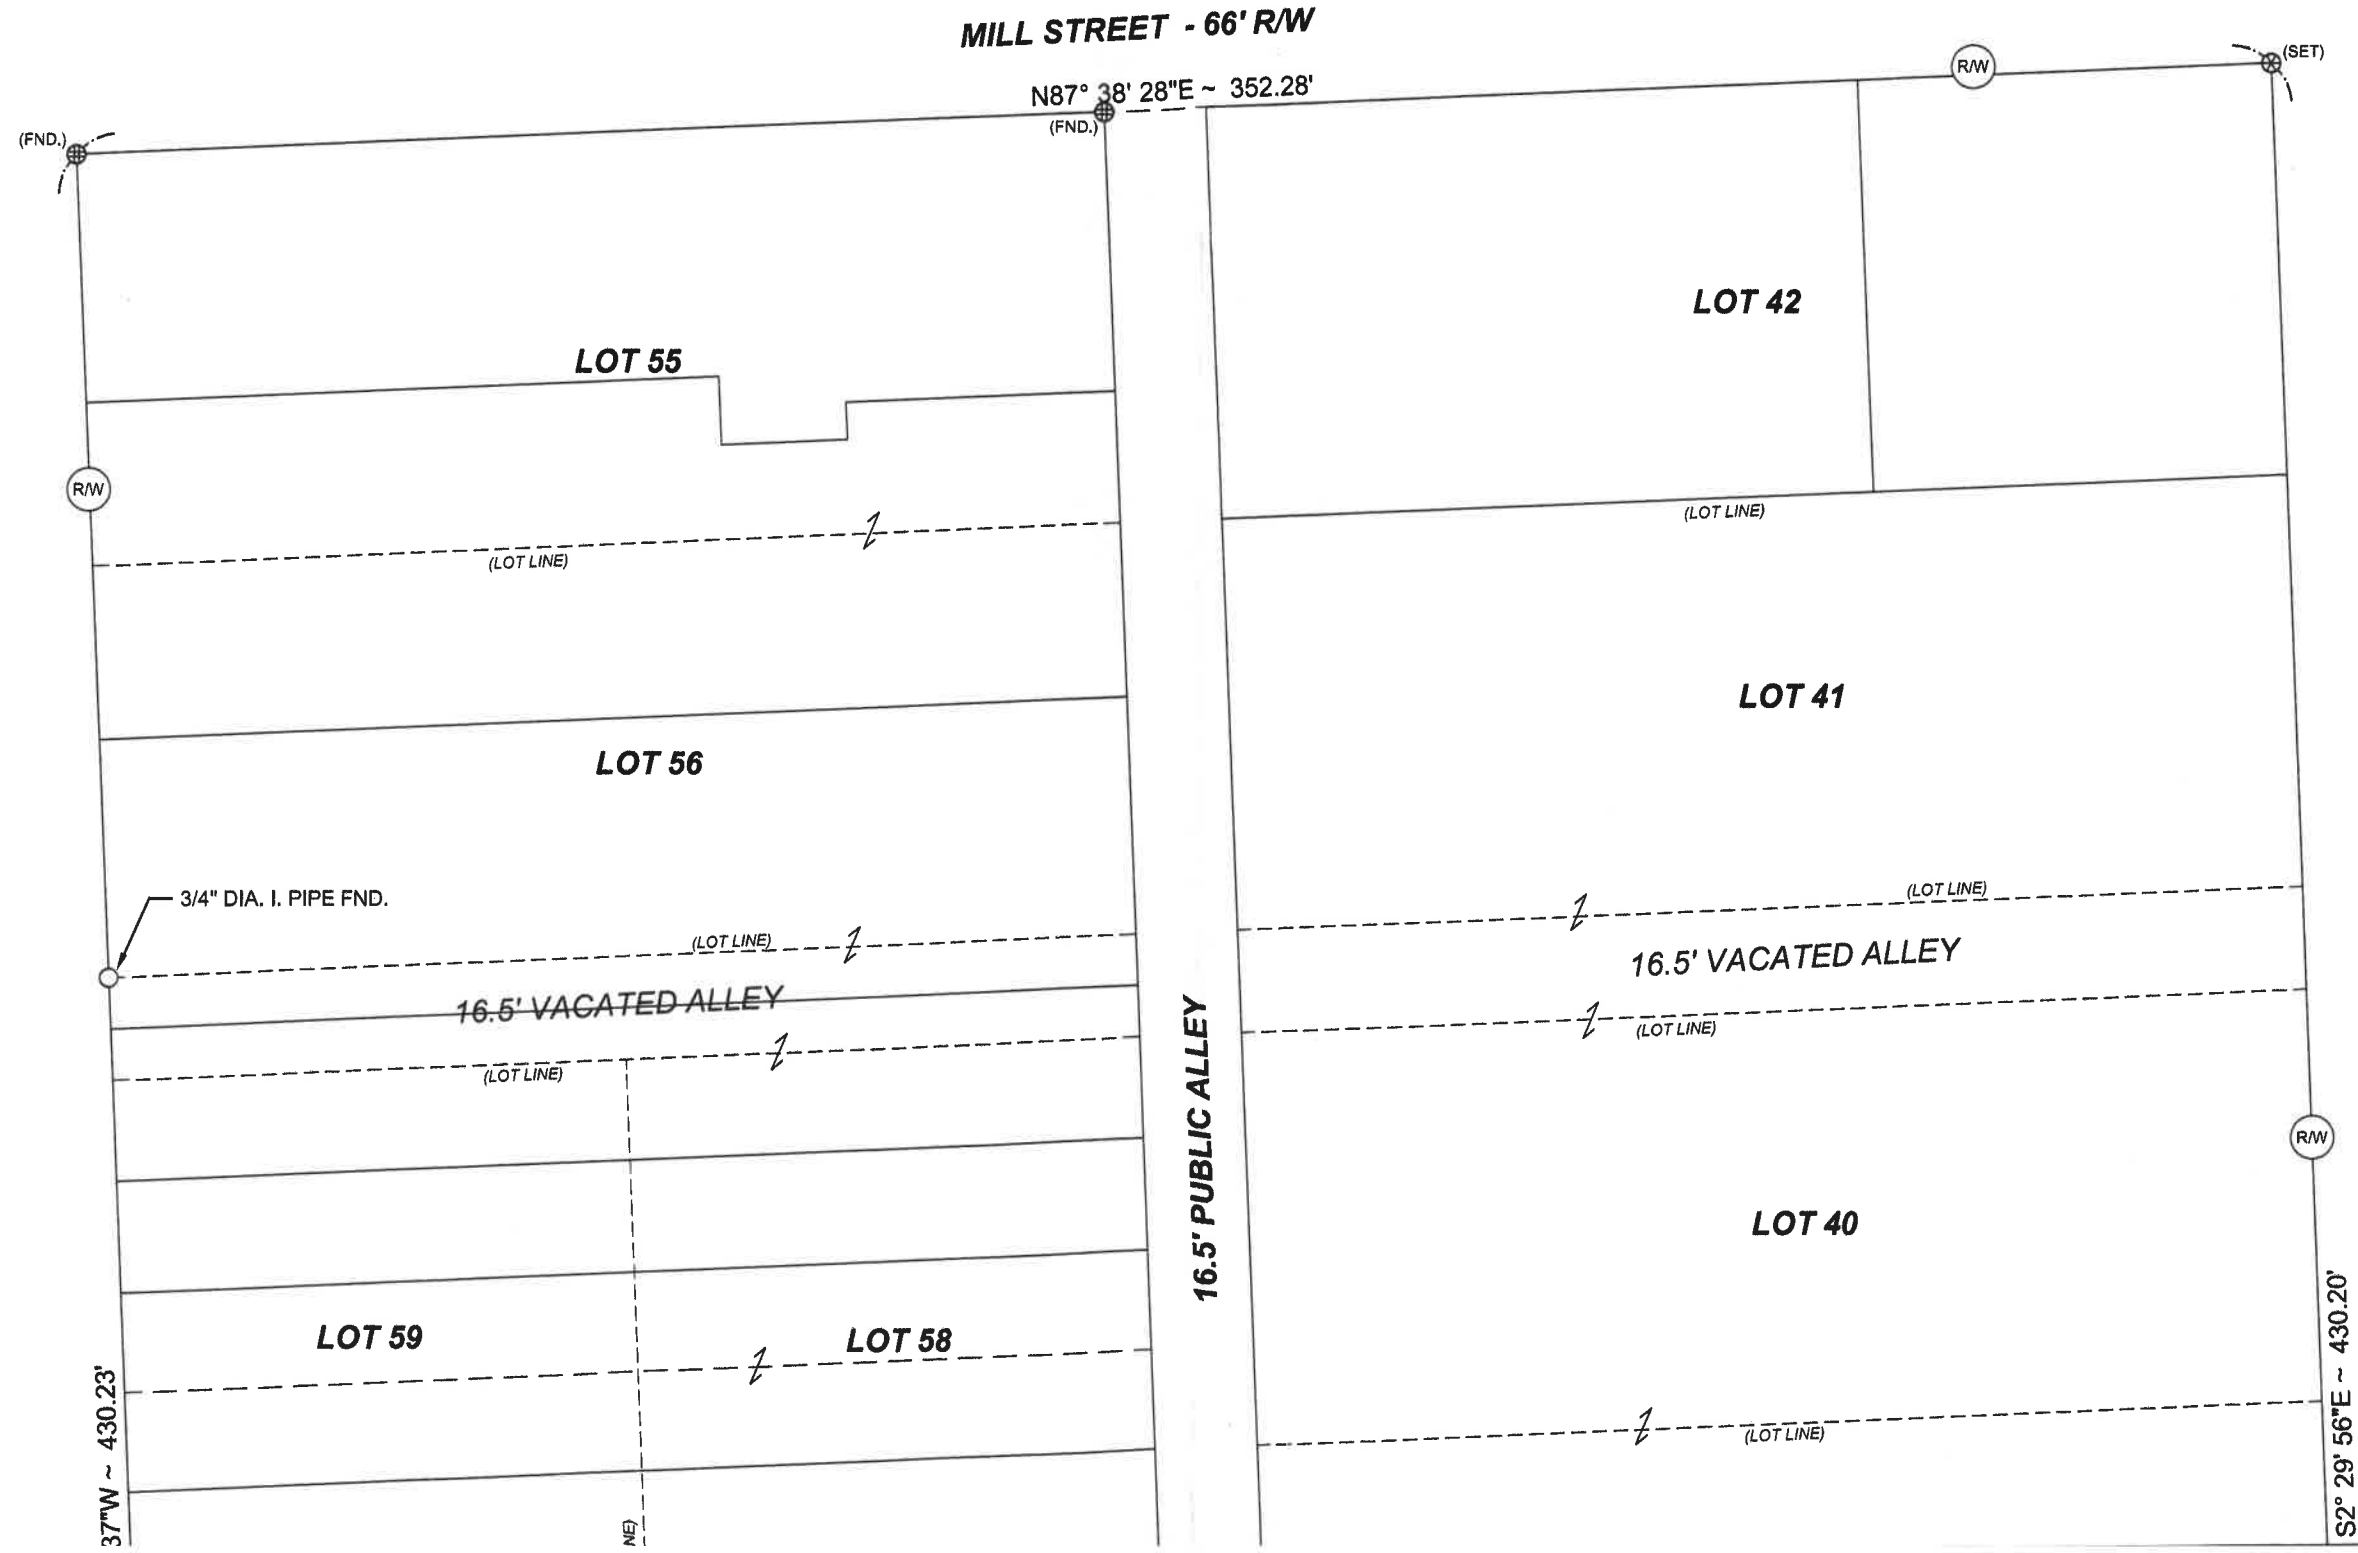 MILL STREET - 66' R/W
N87° 38' 28"E ~ 352.28'
(FND.)
(FND.)
R/W
(SET)
LOT 42
LOT 55
R/W
(LOT LINE)
(LOT LINE)
LOT 41
LOT 56
3/4" DIA. I. PIPE FND.
(LOT LINE)
(LOT LINE)
16.5' VACATED ALLEY
16.5' VACATED ALLEY
(LOT LINE)
(LOT LINE)
16.5' PUBLIC ALLEY
R/W
LOT 40
LOT 59
LOT 58
(LOT LINE)
37"W ~ 430.23'
NE)
S2° 29' 56"E ~ 430.20'